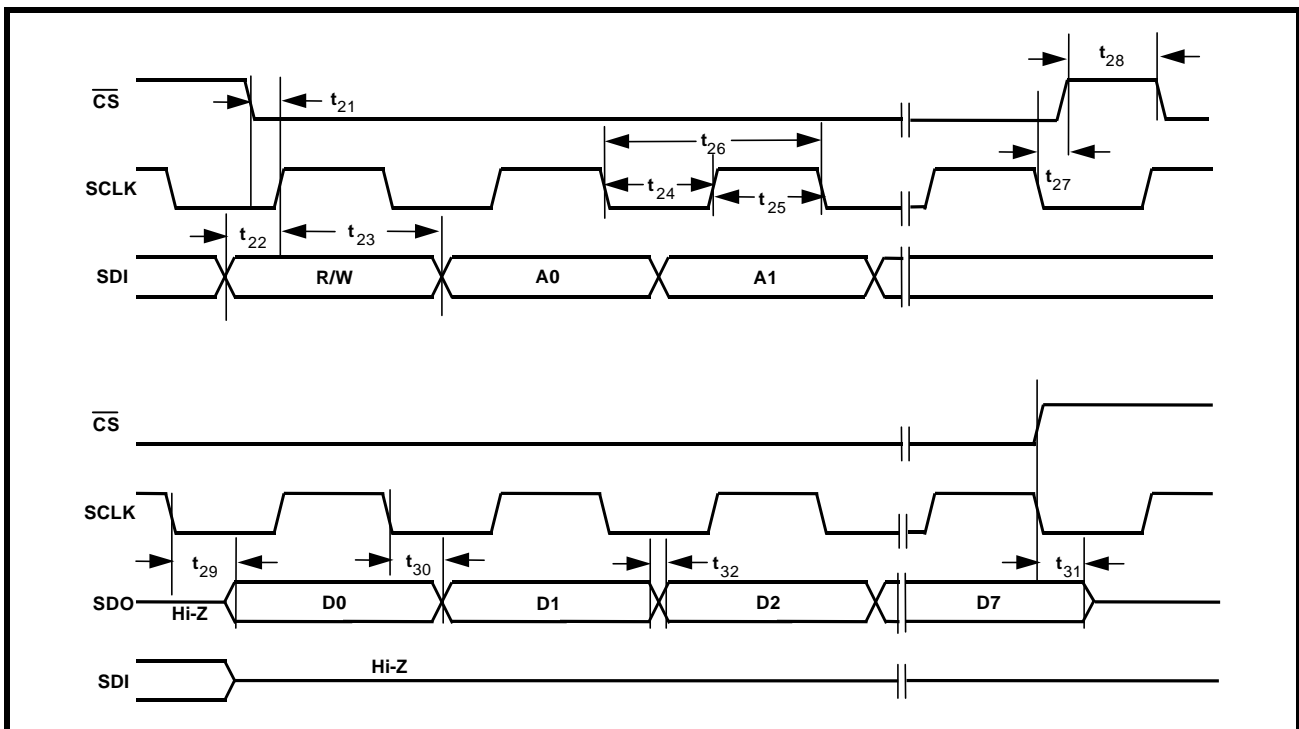 t28
CS
t21
t26
SCLK
t24
t25
t27
t22
t23
SDI
R/W
A0
A1
CS
SCLK
t29
t30
t32
t31
SDO
Hi-Z
D0
D1
D2
D7
SDI
Hi-Z